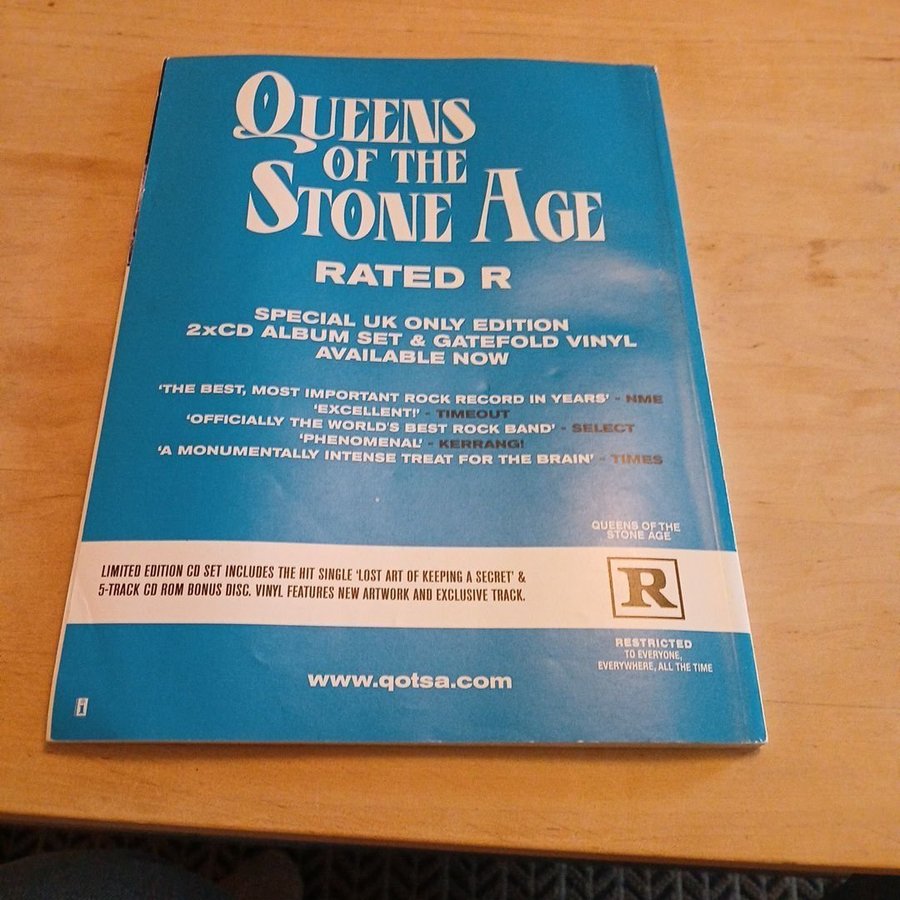 QUEENS
OF THE
STONE AGE
RATED R
SPECIAL UK ONLY EDITION
2xCD ALBUM SET & GATEFOLD VINYL
AVAILABLE NOW
'THE BEST, MOST IMPORTANT ROCK RECORD IN YEARS' - NME
'EXCELLENT!' - TIMEOUT
'OFFICIALLY THE WORLD'S BEST ROCK BAND' - SELECT
'PHENOMENAL' - KERRANG!
'A MONUMENTALLY INTENSE TREAT FOR THE BRAIN' - TIMES
QUEENS OF THE
STONE AGE
LIMITED EDITION CD SET INCLUDES THE HIT SINGLE 'LOST ART OF KEEPING A SECRET' &
5-TRACK CD ROM BONUS DISC. VINYL FEATURES NEW ARTWORK AND EXCLUSIVE TRACK.
R
RESTRICTED
TO EVERYONE,
EVERYWHERE, ALL THE TIME
www.qotsa.com
i